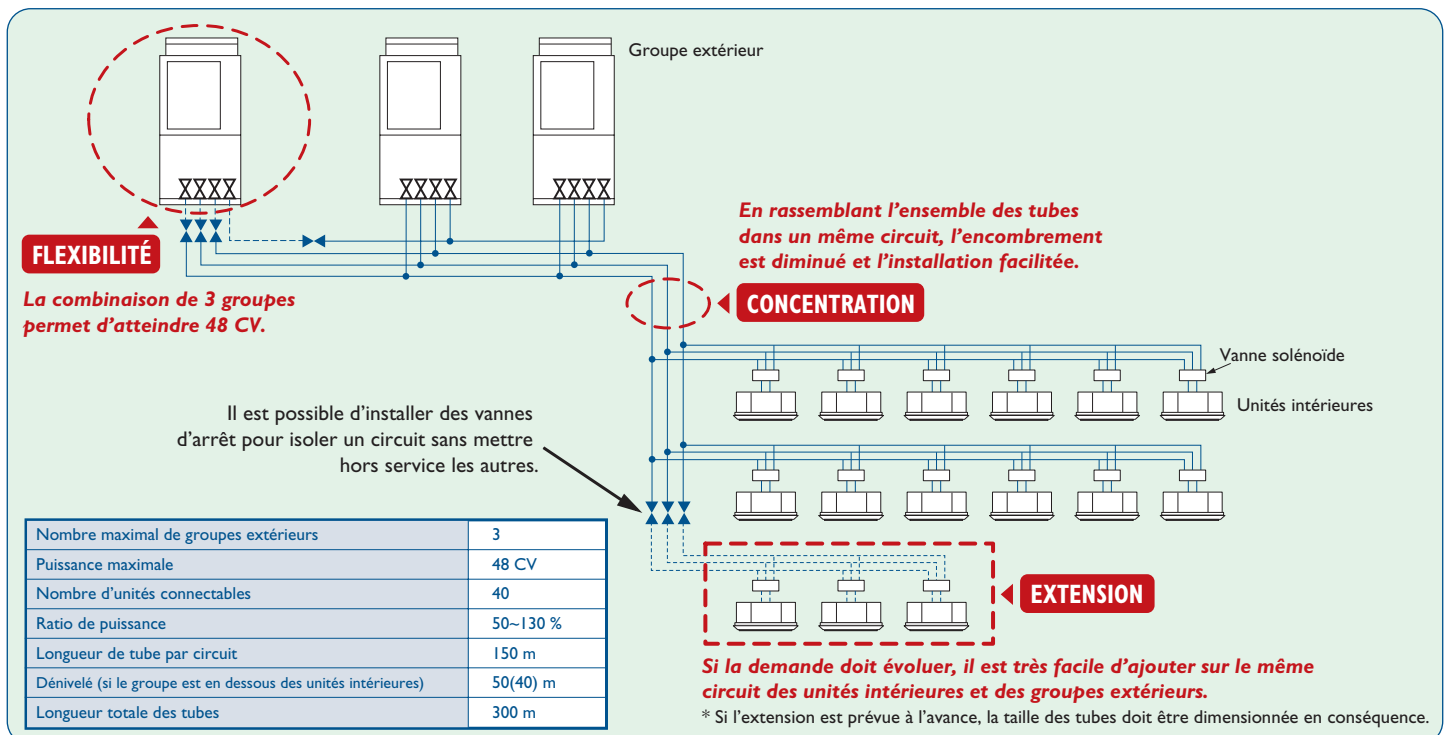 Groupe extérieur
FLEXIBILITÉ
La combinaison de 3 groupes
permet d'atteindre 48 CV.
En rassemblant l'ensemble des tubes
dans un même circuit, l'encombrement
est diminué et l'installation facilitée.
CONCENTRATION
Vanne solénoïde
Unités intérieures
Il est possible d'installer des vannes
d'arrêt pour isoler un circuit sans mettre
hors service les autres.
Nombre maximal de groupes extérieurs 3
Puissance maximale 48 CV
Nombre d'unités connectables 40
Ratio de puissance 50~130 %
Longueur de tube par circuit 150 m
Dénivelé (si le groupe est en dessous des unités intérieures) 50(40) m
Longueur totale des tubes 300 m
EXTENSION
Si la demande doit évoluer, il est très facile d'ajouter sur le même
circuit des unités intérieures et des groupes extérieurs.
* Si l'extension est prévue à l'avance, la taille des tubes doit être dimensionnée en conséquence.